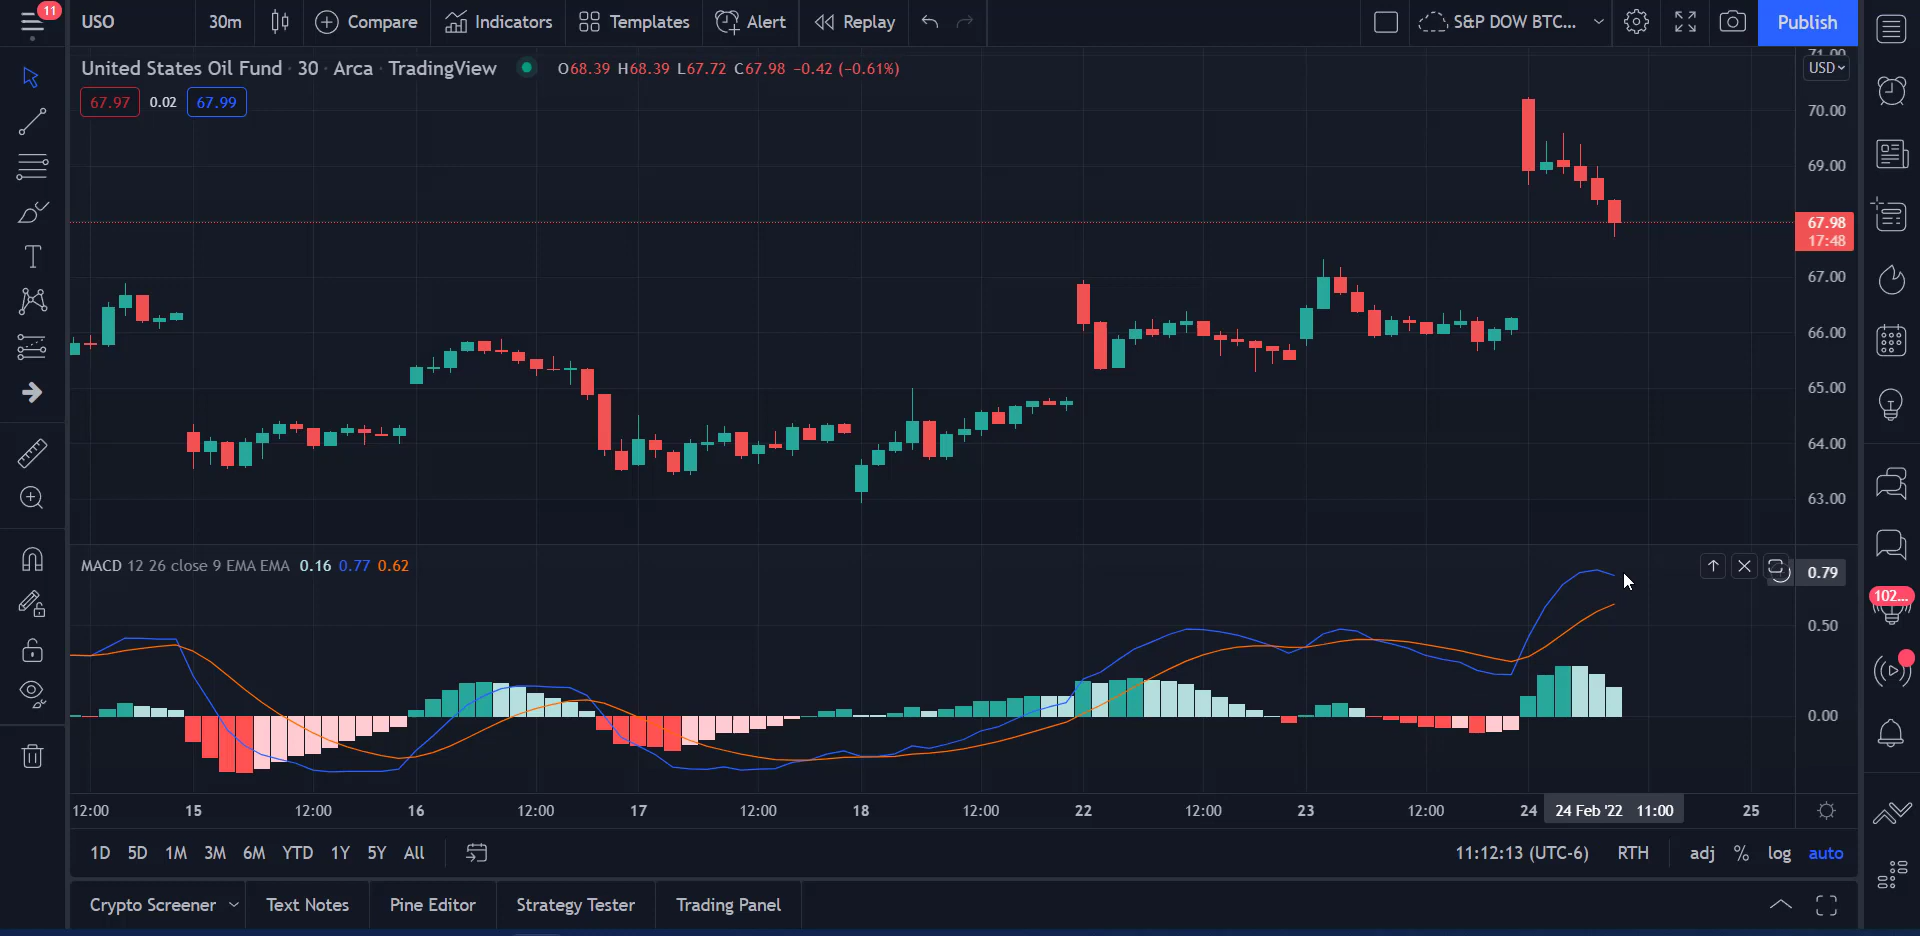 11
USO
30m
Compare
Indicators
Templates
Alert
Replay
S&P DOW BTC...
Publish
United States Oil Fund · 30 · Arca · TradingView
O68.39 H68.39 L67.72 C67.98 −0.42 (−0.61%)
67.97 0.02 67.99
71.00
USD
70.00
69.00
67.98
17:48
67.00
66.00
65.00
64.00
63.00
MACD 12 26 close 9 EMA EMA 0.16 0.77 0.62
0.79
0.50
0.00
102...
12:00 15 12:00 16 12:00 17 12:00 18 12:00 22 12:00 23 12:00 24 24 Feb '22 11:00 25
1D 5D 1M 3M 6M YTD 1Y 5Y All
11:12:13 (UTC-6) RTH adj % log auto
Crypto Screener Text Notes Pine Editor Strategy Tester Trading Panel